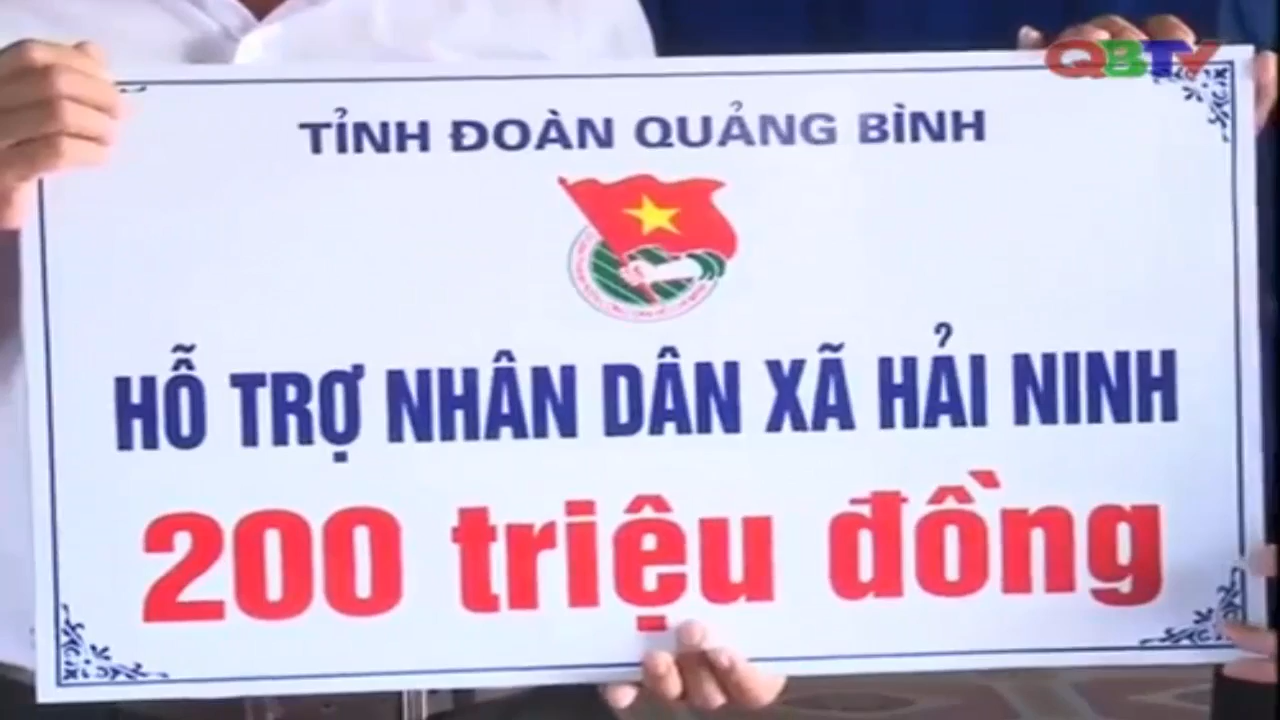 QBTV
TỈNH ĐOÀN QUẢNG BÌNH
HỖ TRỢ NHÂN DÂN XÃ HẢI NINH
200 triệu đồng